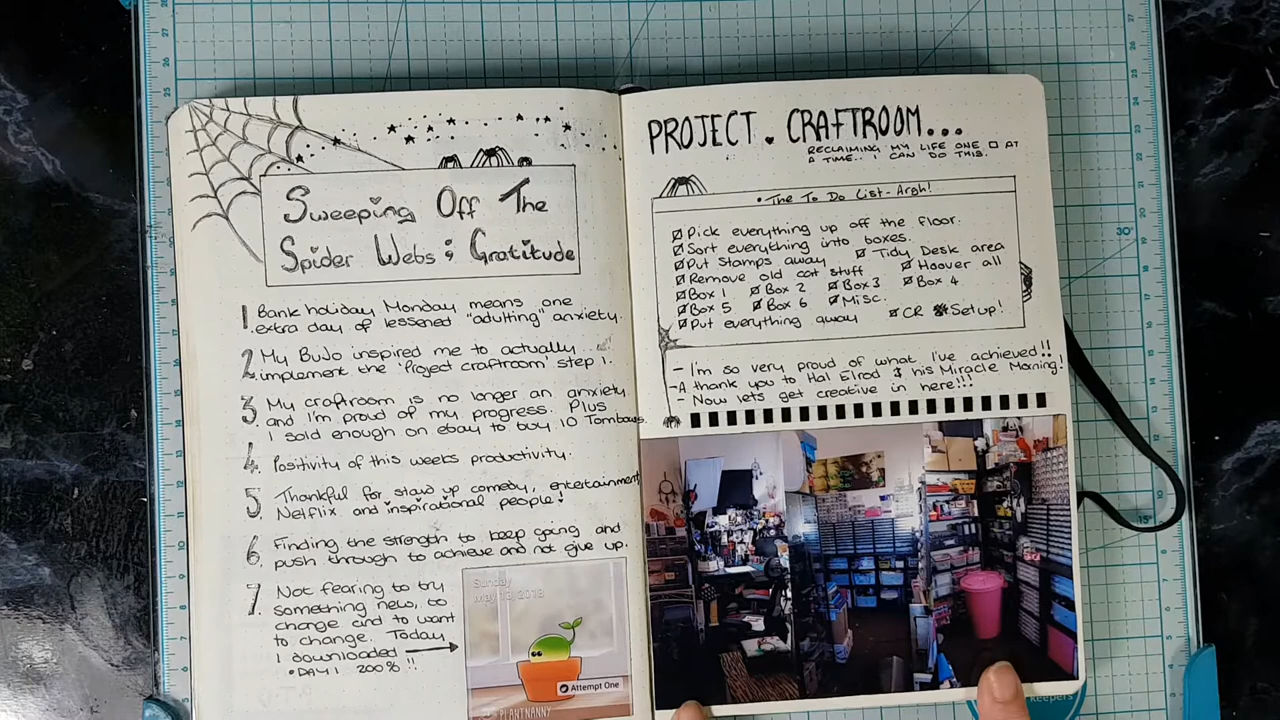 Sweeping Off The
Spider Webs & Gratitude
1. Bank holiday Monday means one
extra day of lessened "adulting" anxiety.
2. My BuJo inspired me to actually
implement the 'Project craftroom' step 1.
3. My craftroom is no longer an anxiety
and I'm proud of my progress. Plus
I sold enough on ebay to buy 10 Tombows.
4. Positivity of this weeks productivity.
5. Thankful for stand up comedy, entertainment
Netflix and inspirational people!
6. Finding the strength to keep going and
push through to achieve and not give up.
7. Not fearing to try
something new, to
change and to want
to change. Today
I downloaded
• DAY 1 200% !!
Sunday
May 13, 2018
Attempt One
PLANTNANNY
PROJECT. CRAFTROOM...
RECLAIMING MY LIFE ONE □ AT
A TIME.. I CAN DO THIS.
• The To Do List - Argh!
Pick everything up off the floor.
Sort everything into boxes.
Put stamps away Tidy Desk area
Remove old cat stuff Hoover all
Box 1 Box 2 Box 3 Box 4
Box 5 Box 6 Misc.
Put everything away CR Setup!
- I'm so very proud of what I've achieved!!
- A thank you to Hal Elrod & his Miracle Morning!
- Now lets get creative in here!!!
keepers